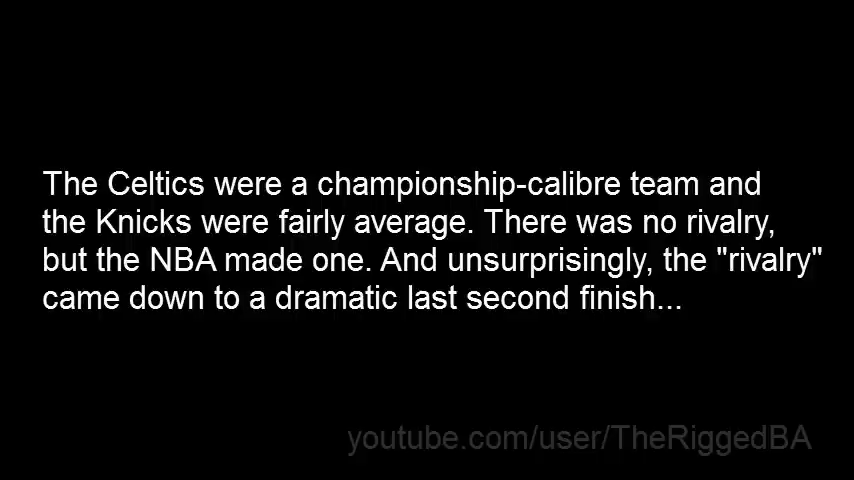 The Celtics were a championship-calibre team and
the Knicks were fairly average. There was no rivalry,
but the NBA made one. And unsurprisingly, the "rivalry"
came down to a dramatic last second finish...
youtube.com/user/TheRiggedBA